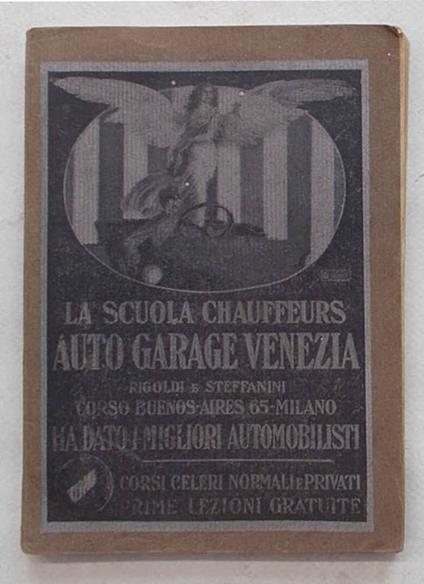 LA SCUOLA CHAUFFEURS
AUTO GARAGE VENEZIA
RIGOLDI E STEFFANINI
CORSO BUENOS-AIRES 65-MILANO
HA DATO I MIGLIORI AUTOMOBILISTI
CORSI CELERI NORMALI E PRIVATI
PRIME LEZIONI GRATUITE